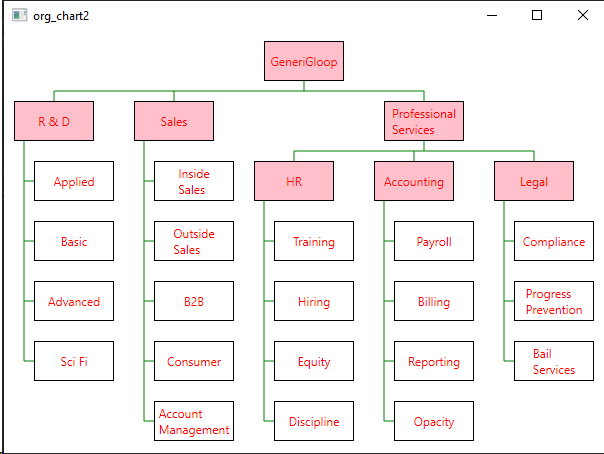 org_chart2
GeneriGloop
R & D
Sales
Professional
Services
HR
Accounting
Legal
Applied
Inside
Sales
Basic
Outside
Sales
Training
Payroll
Compliance
Advanced
B2B
Hiring
Billing
Progress
Prevention
Sci Fi
Consumer
Equity
Reporting
Bail
Services
Account
Management
Discipline
Opacity